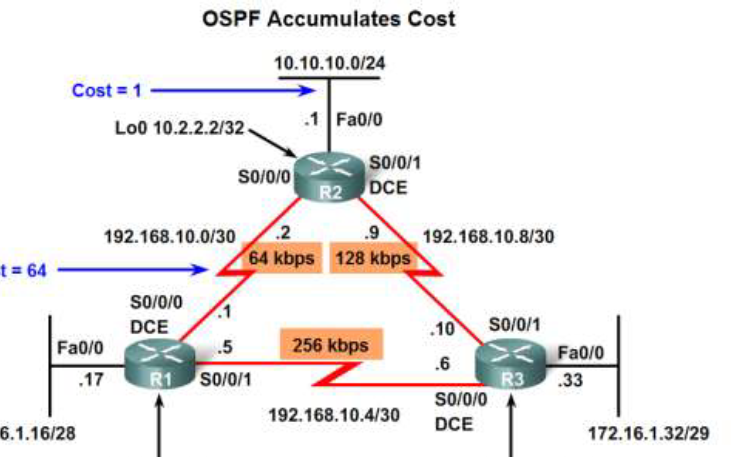 OSPF Accumulates Cost
10.10.10.0/24
Cost = 1
.1
Fa0/0
Lo0 10.2.2.2/32
S0/0/0
R2
S0/0/1
DCE
192.168.10.0/30
.2
.9
192.168.10.8/30
64 kbps
128 kbps
t = 64
S0/0/0
DCE
.1
.10
S0/0/1
Fa0/0
.17
R1
.5
S0/0/1
256 kbps
.6
R3
Fa0/0
.33
S0/0/0
DCE
192.168.10.4/30
6.1.16/28
172.16.1.32/29